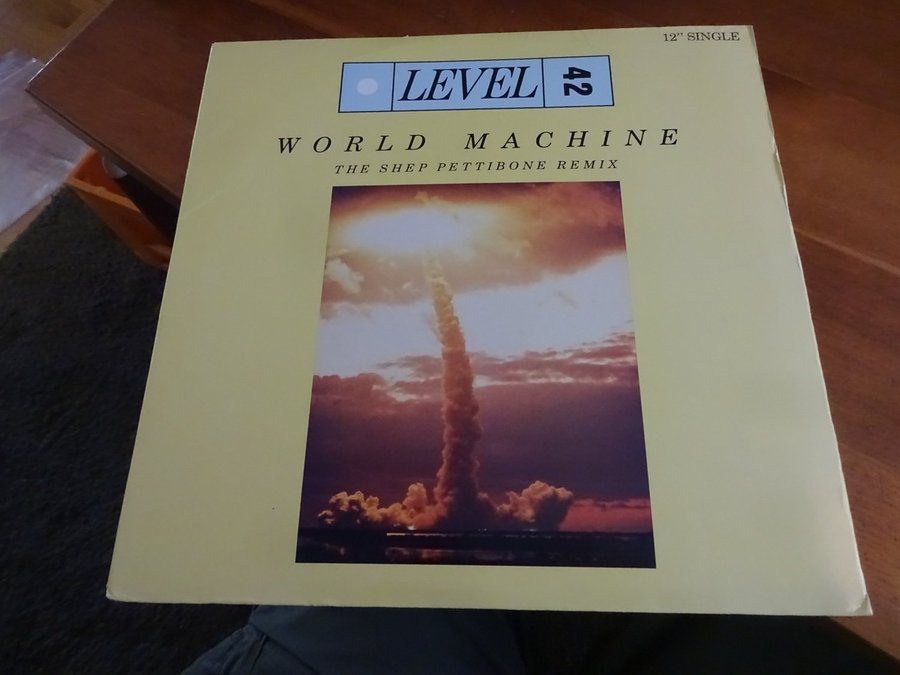 12" SINGLE
LEVEL 42
WORLD MACHINE
THE SHEP PETTIBONE REMIX